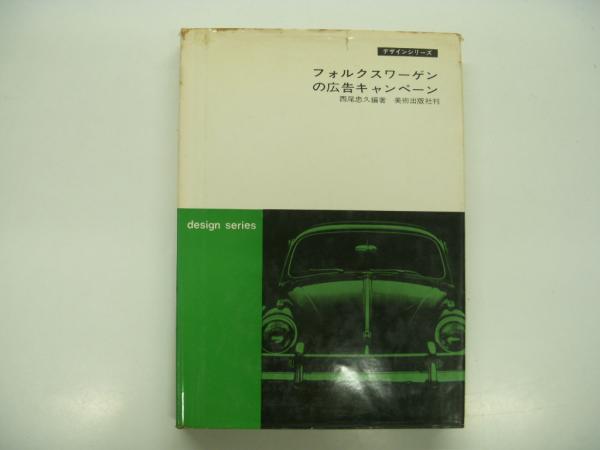 デザインシリーズ
フォルクスワーゲン
の広告キャンペーン
西尾忠久編著 美術出版社刊
design series